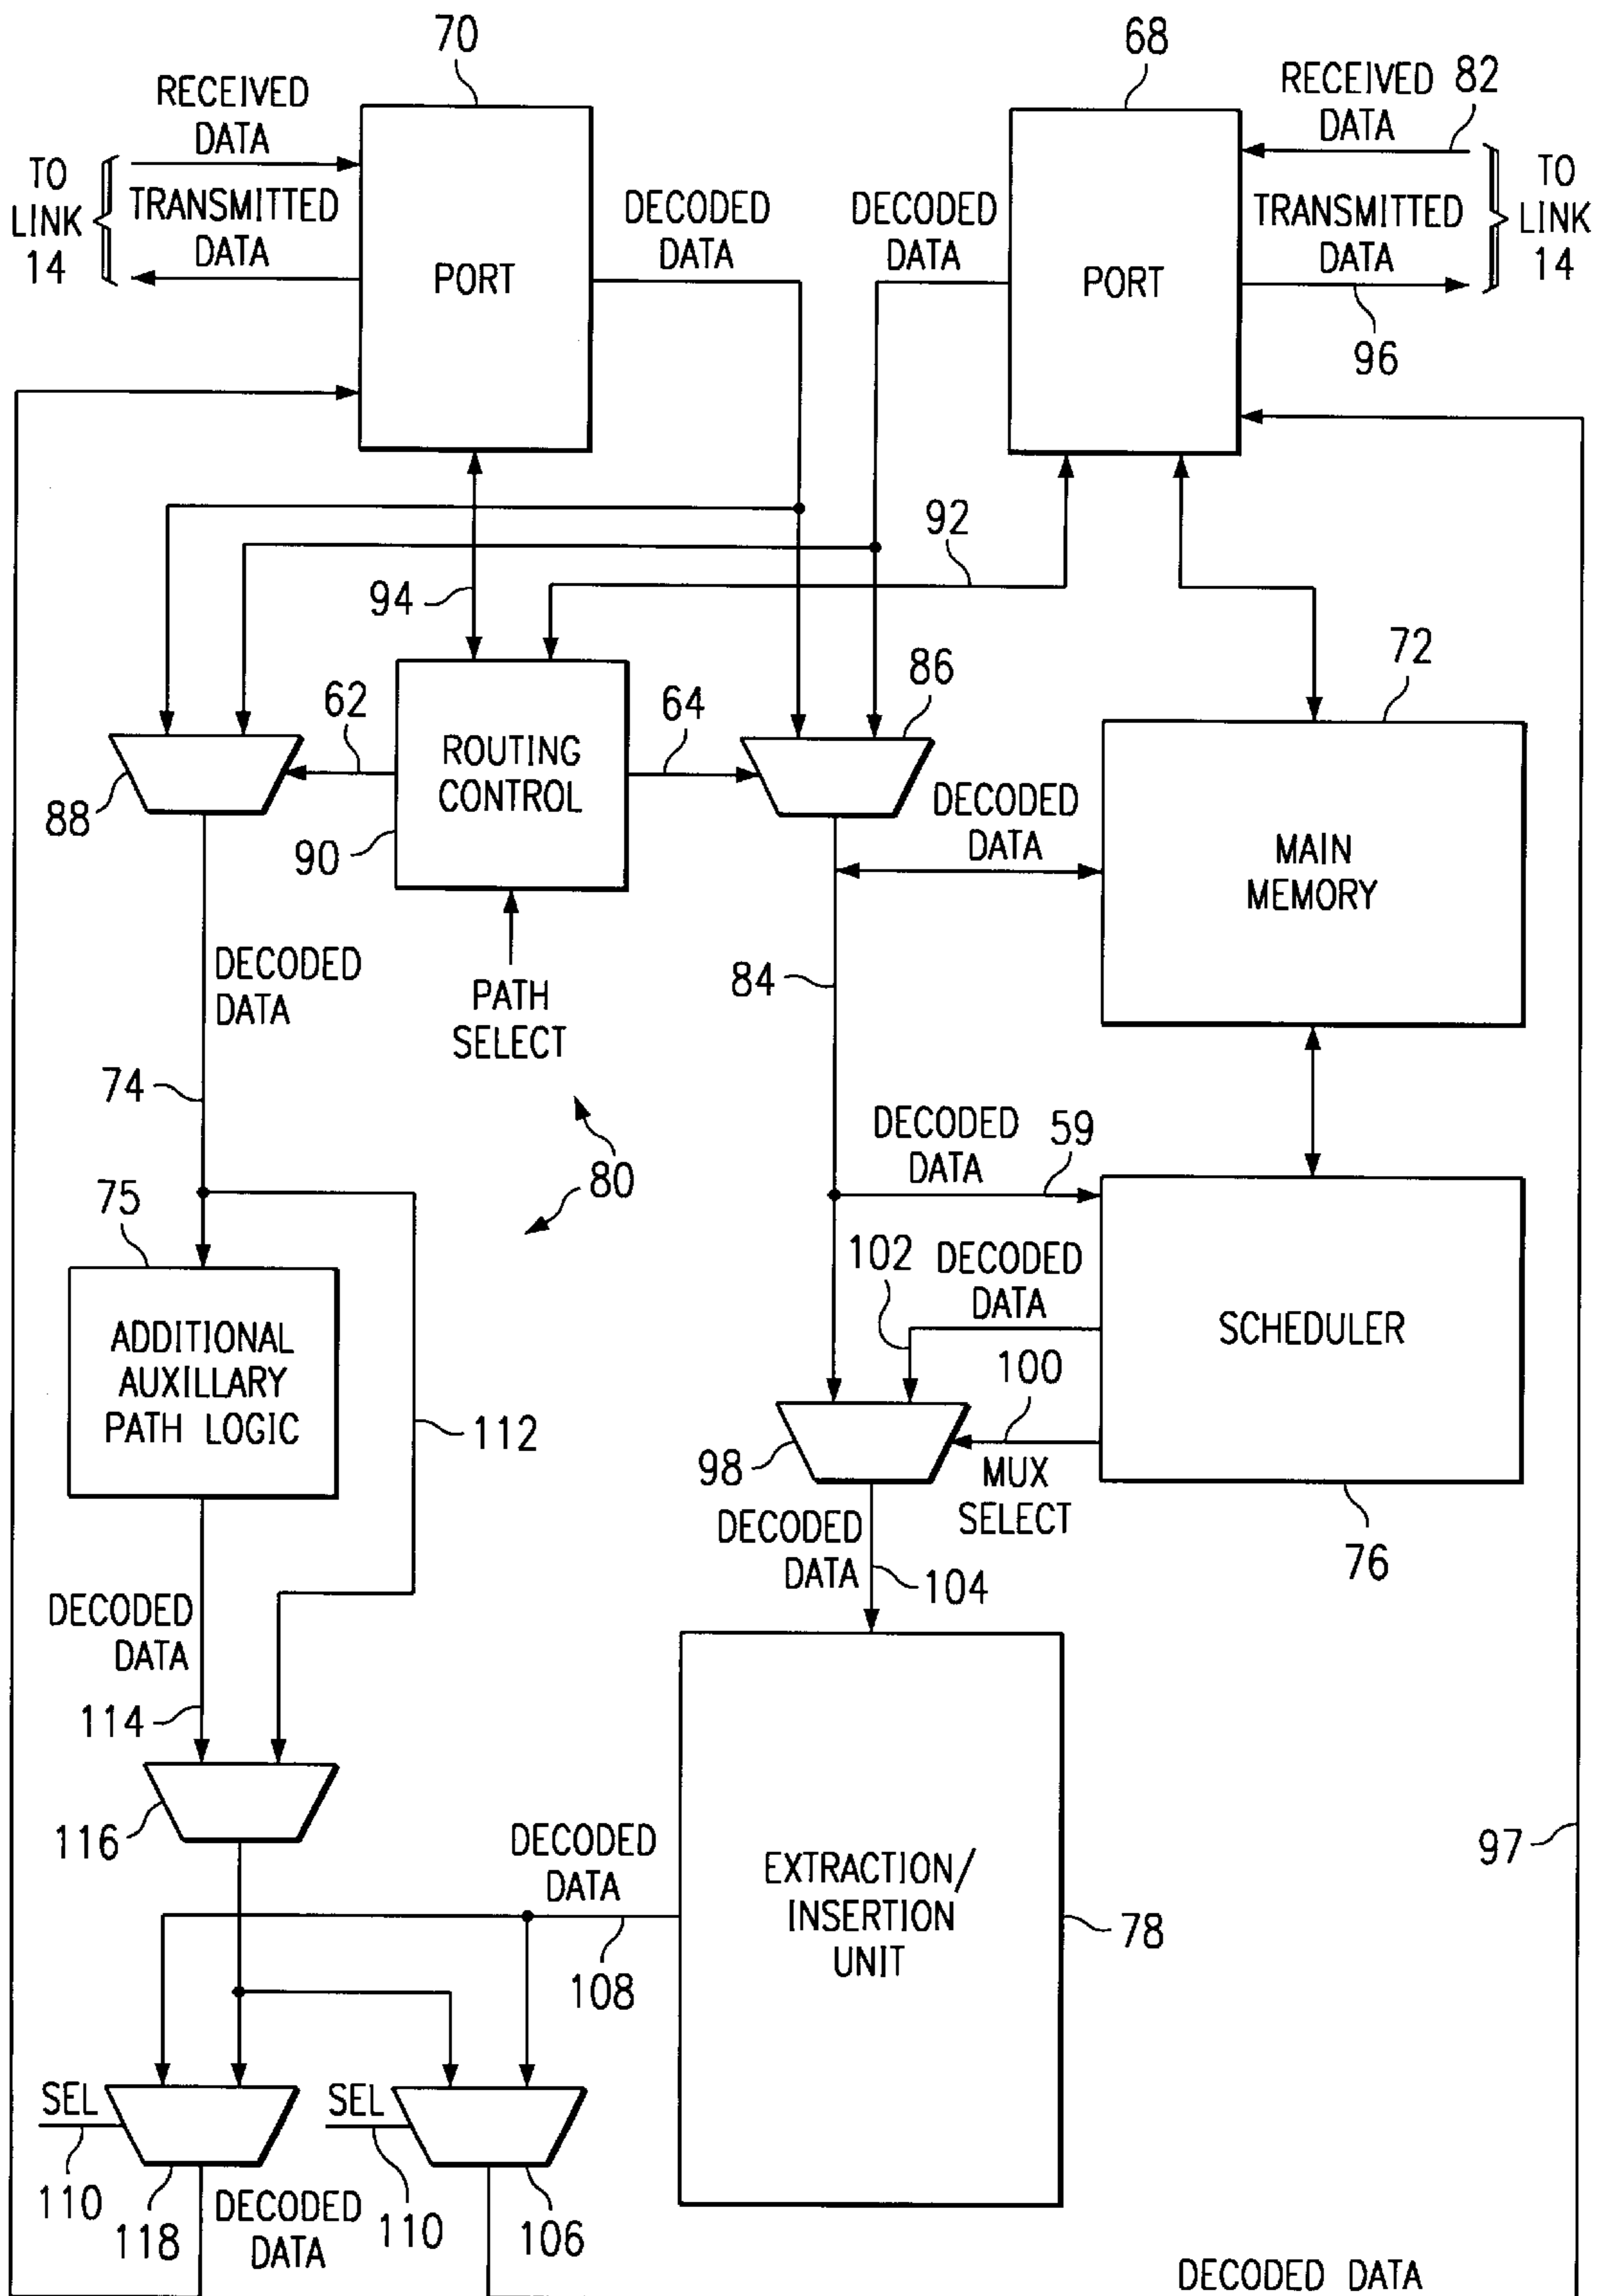 70
68
RECEIVED
DATA
RECEIVED
DATA
82
TO
LINK
14
TRANSMITTED
DATA
DECODED
DATA
DECODED
DATA
TRANSMITTED
DATA
TO
LINK
14
PORT
PORT
96
92
94
72
86
62
64
ROUTING
CONTROL
88
90
DECODED
DATA
MAIN
MEMORY
DECODED
DATA
84
PATH
SELECT
74
DECODED
DATA
59
80
75
102
DECODED
DATA
SCHEDULER
ADDITIONAL
AUXILLARY
PATH LOGIC
100
112
98
MUX
SELECT
DECODED
DATA
76
104
DECODED
DATA
114
116
DECODED
DATA
97
EXTRACTION/
INSERTION
UNIT
78
108
SEL
SEL
110
118
DECODED
DATA
110
106
DECODED DATA